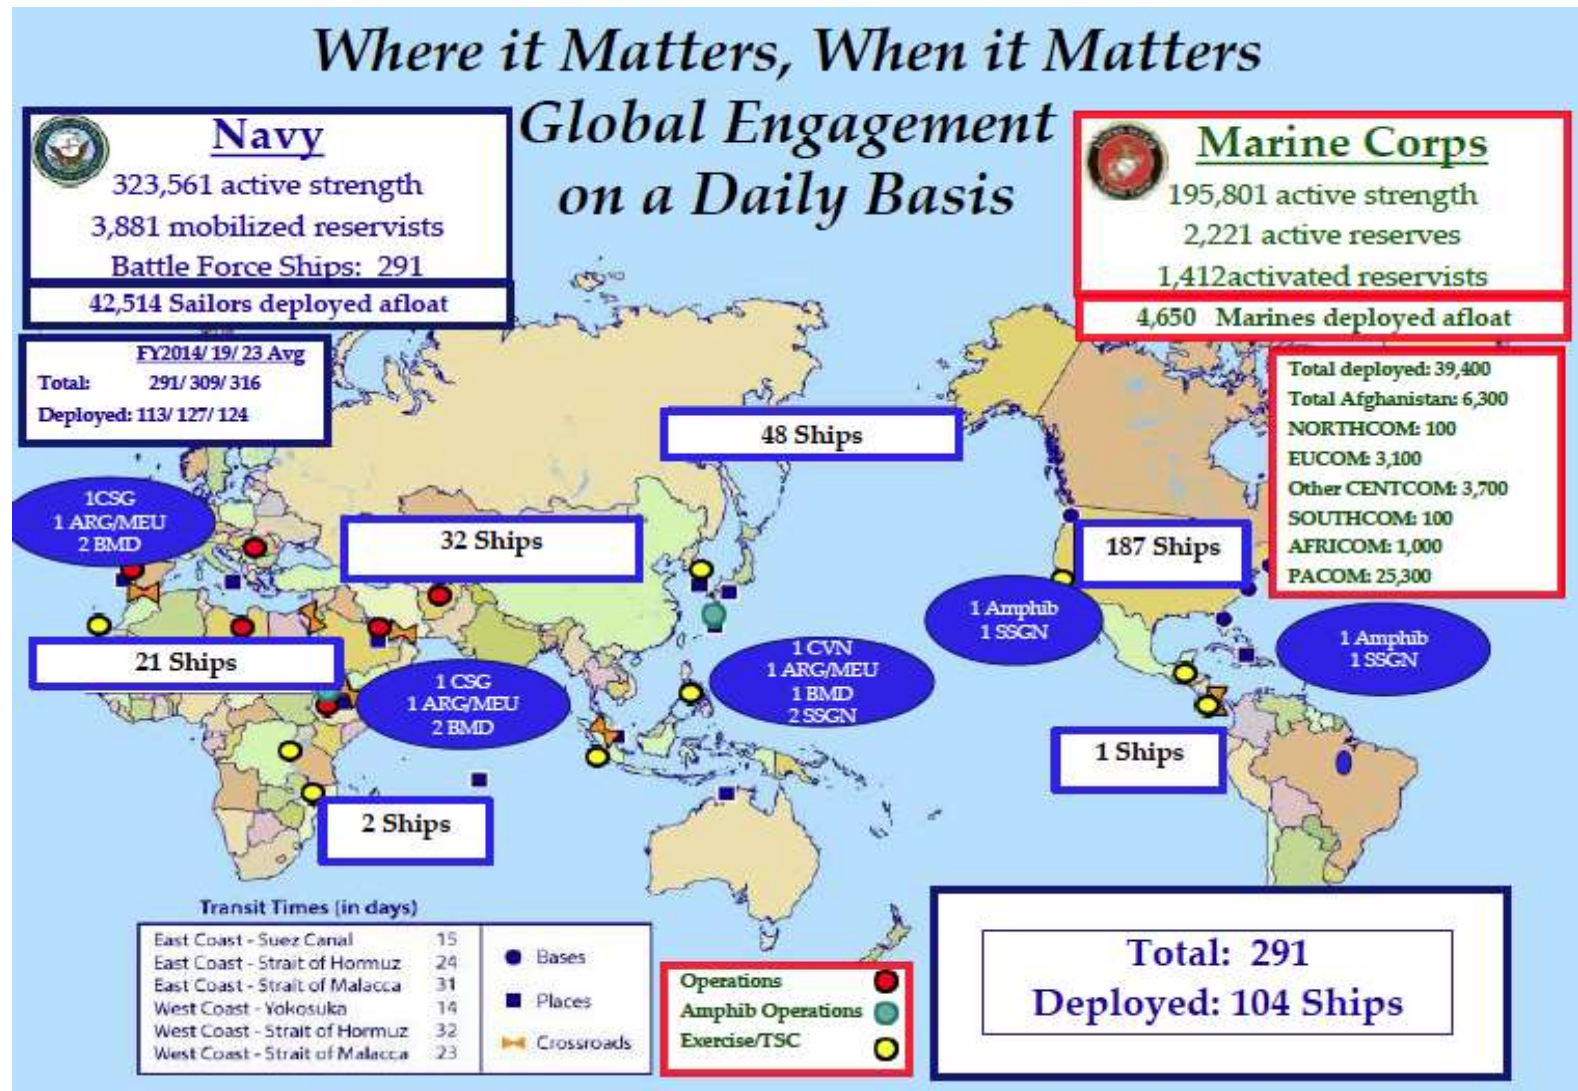 Where it Matters, When it Matters
Global Engagement
on a Daily Basis
Navy
323,561 active strength
3,881 mobilized reservists
Battle Force Ships: 291
42,514 Sailors deployed afloat
FY2014/ 19/ 23 Avg
Total: 291/ 309/ 316
Deployed: 113/ 127/ 124
Marine Corps
195,801 active strength
2,221 active reserves
1,412activated reservists
4,650 Marines deployed afloat
Total deployed: 39,400
Total Afghanistan: 6,300
NORTHCOM: 100
EUCOM: 3,100
Other CENTCOM: 3,700
SOUTHCOM: 100
AFRICOM: 1,000
PACOM: 25,300
48 Ships
1CSG
1 ARG/MEU
2 BMD
32 Ships
187 Ships
1 Amphib
1 SSGN
1 Amphib
1 SSGN
21 Ships
1 CSG
1 ARG/MEU
2 BMD
1 CVN
1 ARG/MEU
1 BMD
2 SSGN
1 Ships
2 Ships
Transit Times (in days)
East Coast - Suez Canal 15
East Coast - Strait of Hormuz 24
East Coast - Strait of Malacca 31
West Coast - Yokosuka 14
West Coast - Strait of Hormuz 32
West Coast - Strait of Malacca 23
Bases
Places
Crossroads
Operations
Amphib Operations
Exercise/TSC
Total: 291
Deployed: 104 Ships